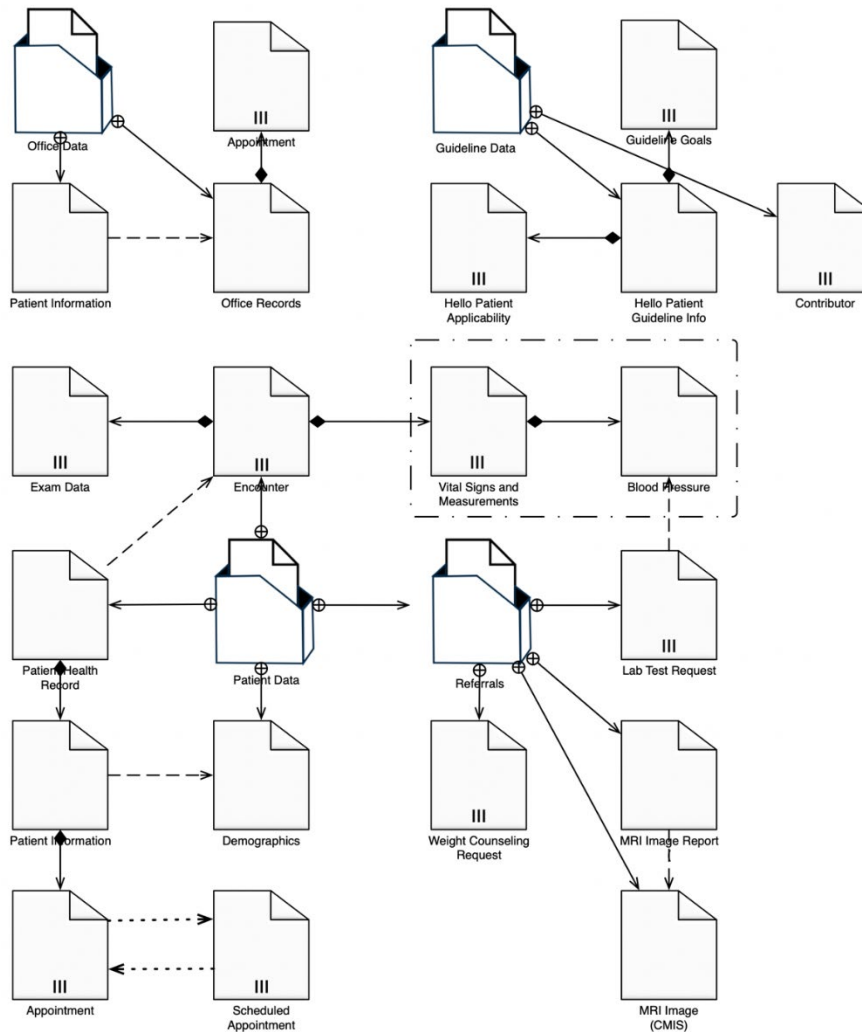 Office Data
Appointment
Guideline Data
Guideline Goals
Patient Information
Office Records
Hello Patient
Applicability
Hello Patient
Guideline Info
Contributor
Exam Data
Encounter
Vital Signs and
Measurements
Blood Pressure
Patient Health
Record
Patient Data
Referrals
Lab Test Request
Patient Information
Demographics
Weight Counseling
Request
MRI Image Report
Appointment
Scheduled
Appointment
MRI Image
(CMIS)